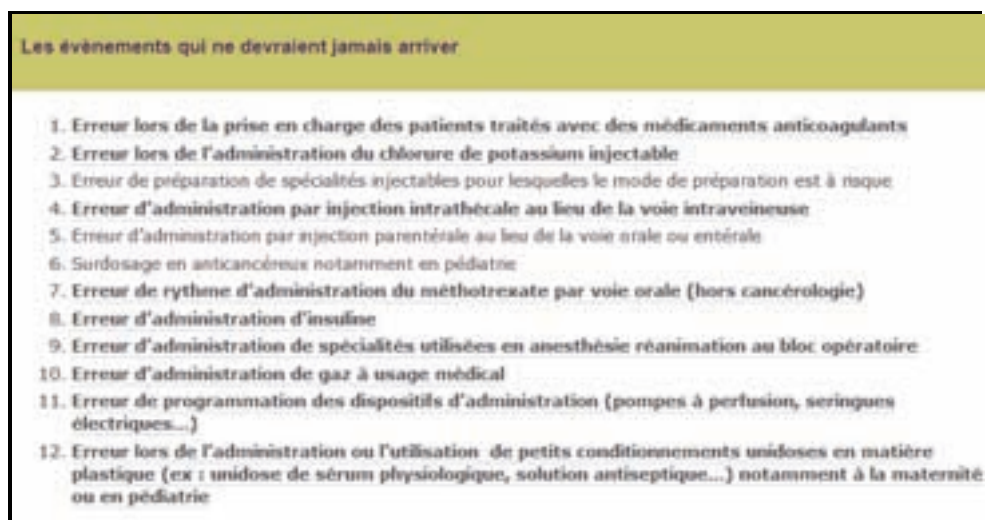 Les évènements qui ne devraient jamais arriver
1. Erreur lors de la prise en charge des patients traités avec des médicaments anticoagulants
2. Erreur lors de l'administration du chlorure de potassium injectable
3. Erreur de préparation de spécialités injectables pour lesquelles le mode de préparation est à risque
4. Erreur d'administration par injection intrathécale au lieu de la voie intraveineuse
5. Erreur d'administration par injection parentérale au lieu de la voie orale ou entérale
6. Surdosage en anticancéreux notamment en pédiatrie
7. Erreur de rythme d'administration du méthotrexate par voie orale (hors cancérologie)
8. Erreur d'administration d'insuline
9. Erreur d'administration de spécialités utilisées en anesthésie réanimation au bloc opératoire
10. Erreur d'administration de gaz à usage médical
11. Erreur de programmation des dispositifs d'administration (pompes à perfusion, seringues
électriques...)
12. Erreur lors de l'administration ou l'utilisation de petits conditionnements unidoses en matière
plastique (ex : unidose de sérum physiologique, solution antiseptique...) notamment à la maternité
ou en pédiatrie